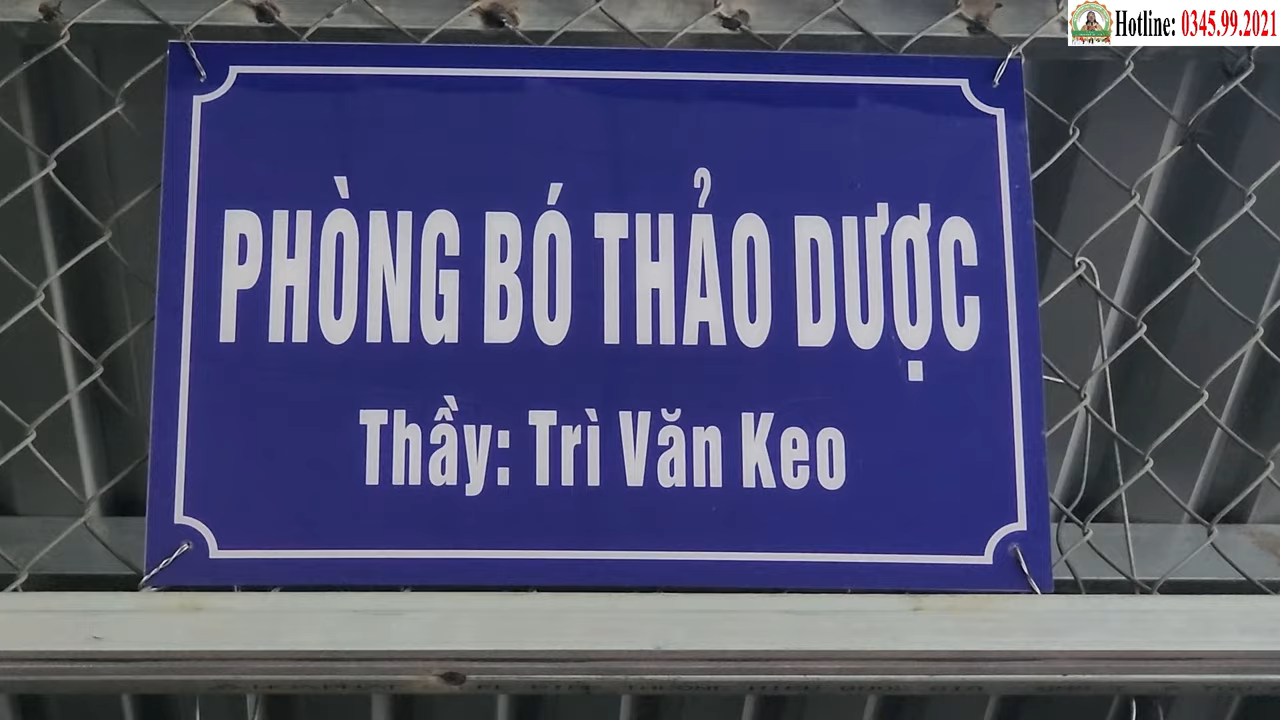 Hotline: 0345.99.2021
PHÒNG BÓ THẢO DƯỢC
Thầy: Trì Văn Keo